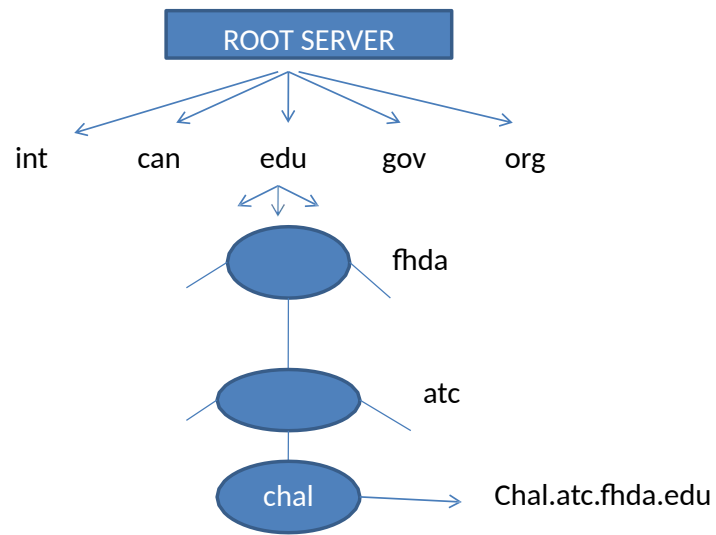 ROOT SERVER
int can edu gov org
fhda
atc
chal
Chal.atc.fhda.edu